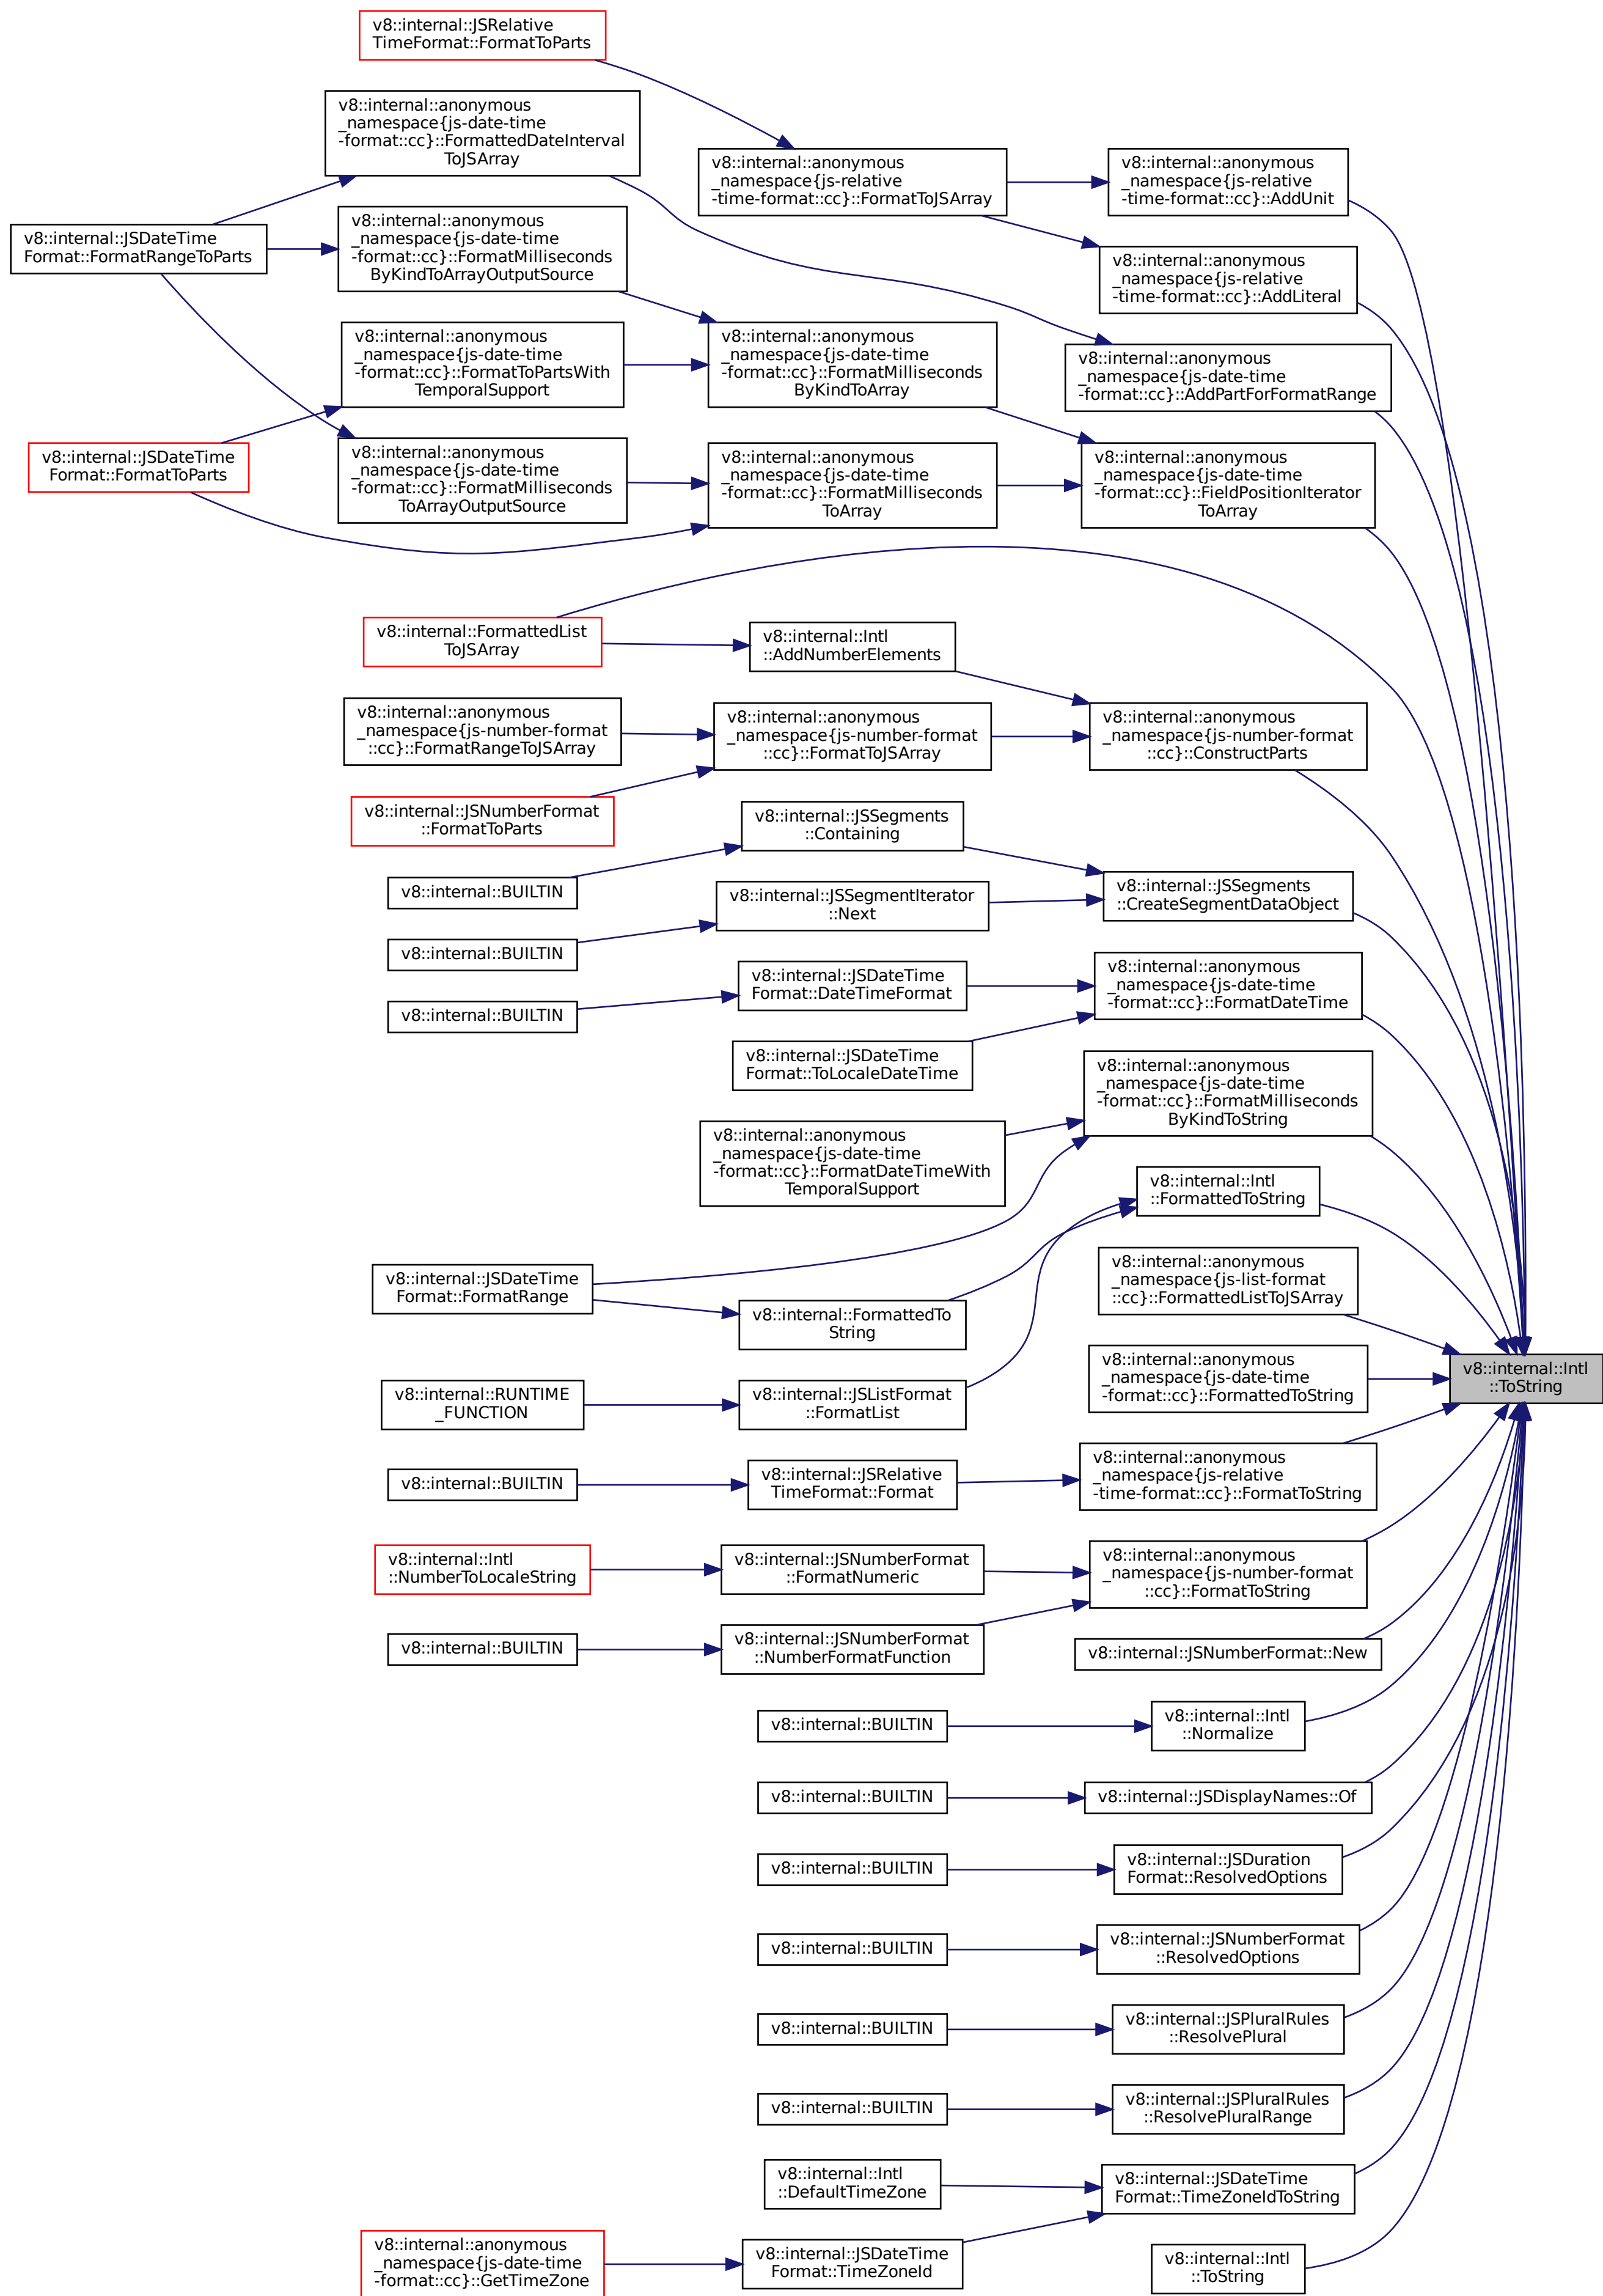 v8::internal::JSRelative
TimeFormat::FormatToParts
v8::internal::anonymous
_namespace{js-date-time
-format::cc}::FormattedDateInterval
ToJSArray
v8::internal::anonymous
_namespace{js-relative
-time-format::cc}::FormatToJSArray
v8::internal::anonymous
_namespace{js-relative
-time-format::cc}::AddUnit
v8::internal::JSDateTime
Format::FormatRangeToParts
v8::internal::anonymous
_namespace{js-date-time
-format::cc}::FormatMilliseconds
ByKindToArrayOutputSource
v8::internal::anonymous
_namespace{js-relative
-time-format::cc}::AddLiteral
v8::internal::anonymous
_namespace{js-date-time
-format::cc}::FormatToPartsWith
TemporalSupport
v8::internal::anonymous
_namespace{js-date-time
-format::cc}::FormatMilliseconds
ByKindToArray
v8::internal::anonymous
_namespace{js-date-time
-format::cc}::AddPartForFormatRange
v8::internal::JSDateTime
Format::FormatToParts
v8::internal::anonymous
_namespace{js-date-time
-format::cc}::FormatMilliseconds
ToArrayOutputSource
v8::internal::anonymous
_namespace{js-date-time
-format::cc}::FormatMilliseconds
ToArray
v8::internal::anonymous
_namespace{js-date-time
-format::cc}::FieldPositionIterator
ToArray
v8::internal::FormattedList
ToJSArray
v8::internal::Intl
::AddNumberElements
v8::internal::anonymous
_namespace{js-number-format
::cc}::FormatRangeToJSArray
v8::internal::anonymous
_namespace{js-number-format
::cc}::FormatToJSArray
v8::internal::anonymous
_namespace{js-number-format
::cc}::ConstructParts
v8::internal::JSNumberFormat
::FormatToParts
v8::internal::JSSegments
::Containing
v8::internal::BUILTIN
v8::internal::JSSegmentIterator
::Next
v8::internal::JSSegments
::CreateSegmentDataObject
v8::internal::BUILTIN
v8::internal::JSDateTime
Format::DateTimeFormat
v8::internal::anonymous
_namespace{js-date-time
-format::cc}::FormatDateTime
v8::internal::BUILTIN
v8::internal::JSDateTime
Format::ToLocaleDateTime
v8::internal::anonymous
_namespace{js-date-time
-format::cc}::FormatMilliseconds
ByKindToString
v8::internal::anonymous
_namespace{js-date-time
-format::cc}::FormatDateTimeWith
TemporalSupport
v8::internal::Intl
::FormattedToString
v8::internal::JSDateTime
Format::FormatRange
v8::internal::FormattedTo
String
v8::internal::anonymous
_namespace{js-list-format
::cc}::FormattedListToJSArray
v8::internal::anonymous
_namespace{js-date-time
-format::cc}::FormattedToString
v8::internal::Intl
::ToString
v8::internal::RUNTIME
_FUNCTION
v8::internal::JSListFormat
::FormatList
v8::internal::BUILTIN
v8::internal::JSRelative
TimeFormat::Format
v8::internal::anonymous
_namespace{js-relative
-time-format::cc}::FormatToString
v8::internal::Intl
::NumberToLocaleString
v8::internal::JSNumberFormat
::FormatNumeric
v8::internal::anonymous
_namespace{js-number-format
::cc}::FormatToString
v8::internal::BUILTIN
v8::internal::JSNumberFormat
::NumberFormatFunction
v8::internal::JSNumberFormat::New
v8::internal::BUILTIN
v8::internal::Intl
::Normalize
v8::internal::BUILTIN
v8::internal::JSDisplayNames::Of
v8::internal::BUILTIN
v8::internal::JSDuration
Format::ResolvedOptions
v8::internal::BUILTIN
v8::internal::JSNumberFormat
::ResolvedOptions
v8::internal::BUILTIN
v8::internal::JSPluralRules
::ResolvePlural
v8::internal::BUILTIN
v8::internal::JSPluralRules
::ResolvePluralRange
v8::internal::Intl
::DefaultTimeZone
v8::internal::JSDateTime
Format::TimeZoneIdToString
v8::internal::anonymous
_namespace{js-date-time
-format::cc}::GetTimeZone
v8::internal::JSDateTime
Format::TimeZoneId
v8::internal::Intl
::ToString